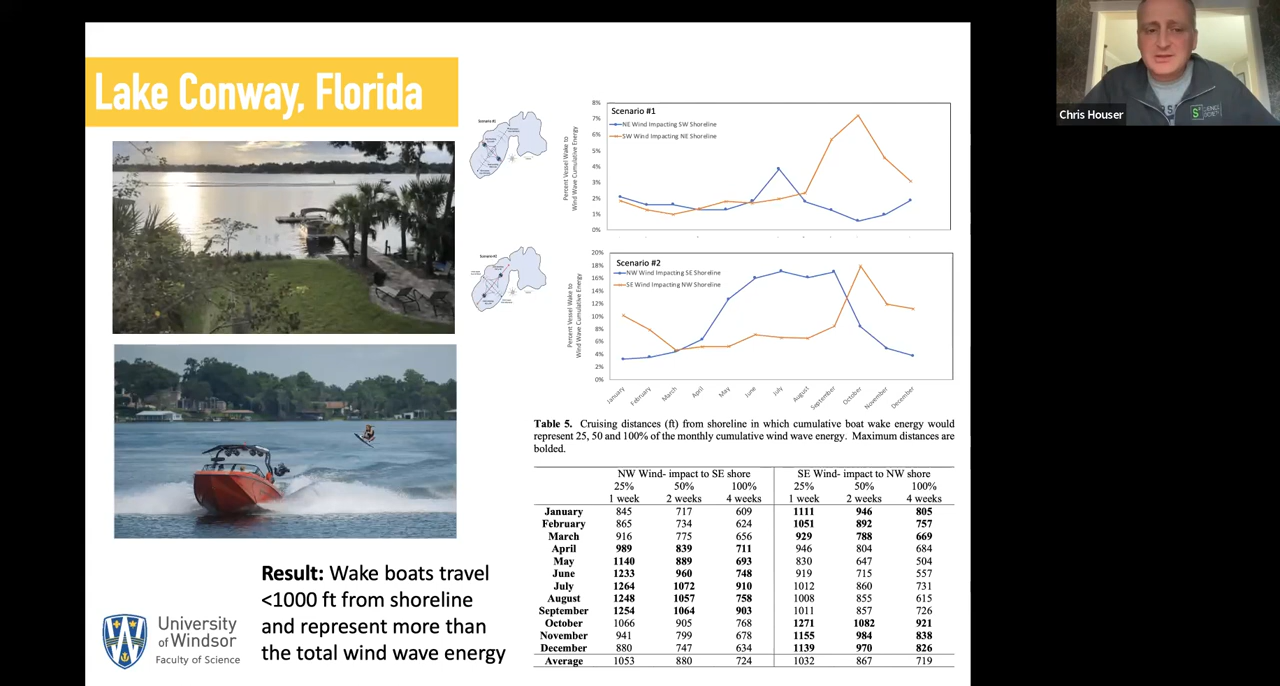 Lake Conway, Florida
Chris Houser
Scenario #1
NE Wind Impacting SW Shoreline
SW Wind Impacting NE Shoreline
Percent Vessel Wake to
Wind Wave Cumulative Energy
8%
7%
6%
5%
4%
3%
2%
1%
0%
Scenario #2
NW Wind Impacting SE Shoreline
SE Wind Impacting NW Shoreline
Percent Vessel Wake to
Wind Wave Cumulative Energy
20%
18%
16%
14%
12%
10%
8%
6%
4%
2%
0%
January February March April May June July August September October November December
Table 5. Cruising distances (ft) from shoreline in which cumulative boat wake energy would
represent 25, 50 and 100% of the monthly cumulative wind wave energy. Maximum distances are
bolded.
NW Wind- impact to SE shore SE Wind- impact to NW shore
25% 50% 100% 25% 50% 100%
1 week 2 weeks 4 weeks 1 week 2 weeks 4 weeks
January 845 717 609 1111 946 805
February 865 734 624 1051 892 757
March 916 775 656 929 788 669
April 989 839 711 946 804 684
May 1140 889 693 830 647 504
June 1233 960 748 919 715 557
July 1264 1072 910 1012 860 731
August 1248 1057 758 1008 855 615
September 1254 1064 903 1011 857 726
October 1066 905 768 1271 1082 921
November 941 799 678 1155 984 838
December 880 747 634 1139 970 826
Average 1053 880 724 1032 867 719
Result: Wake boats travel
<1000 ft from shoreline
and represent more than
the total wind wave energy
University
of Windsor
Faculty of Science